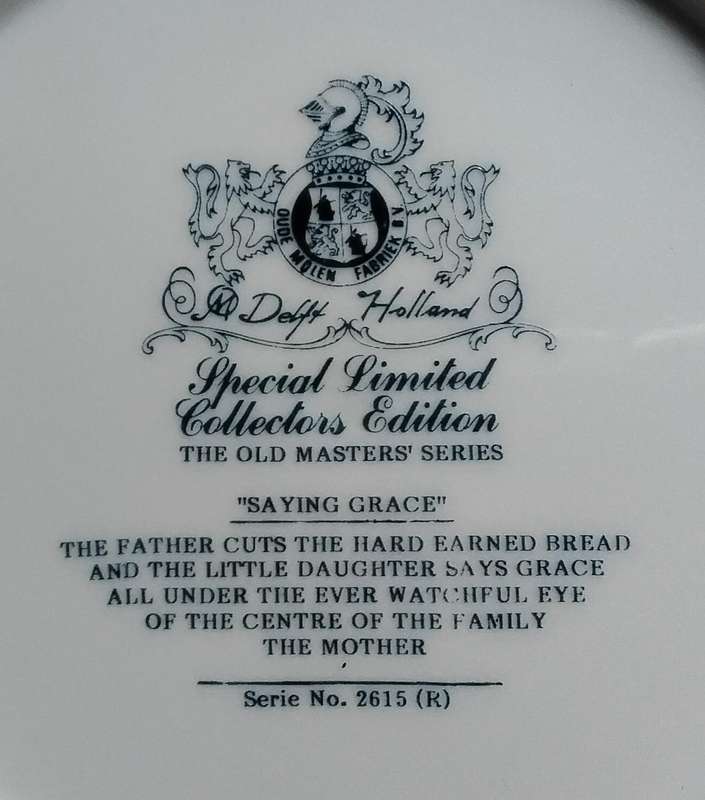 OUDE MOLEN FABRIEK B.V.
M Delft Holland
Special Limited
Collectors Edition
THE OLD MASTERS' SERIES
"SAYING GRACE"
THE FATHER CUTS THE HARD EARNED BREAD
AND THE LITTLE DAUGHTER SAYS GRACE
ALL UNDER THE EVER WATCHFUL EYE
OF THE CENTRE OF THE FAMILY
THE MOTHER
Serie No. 2615 (R)